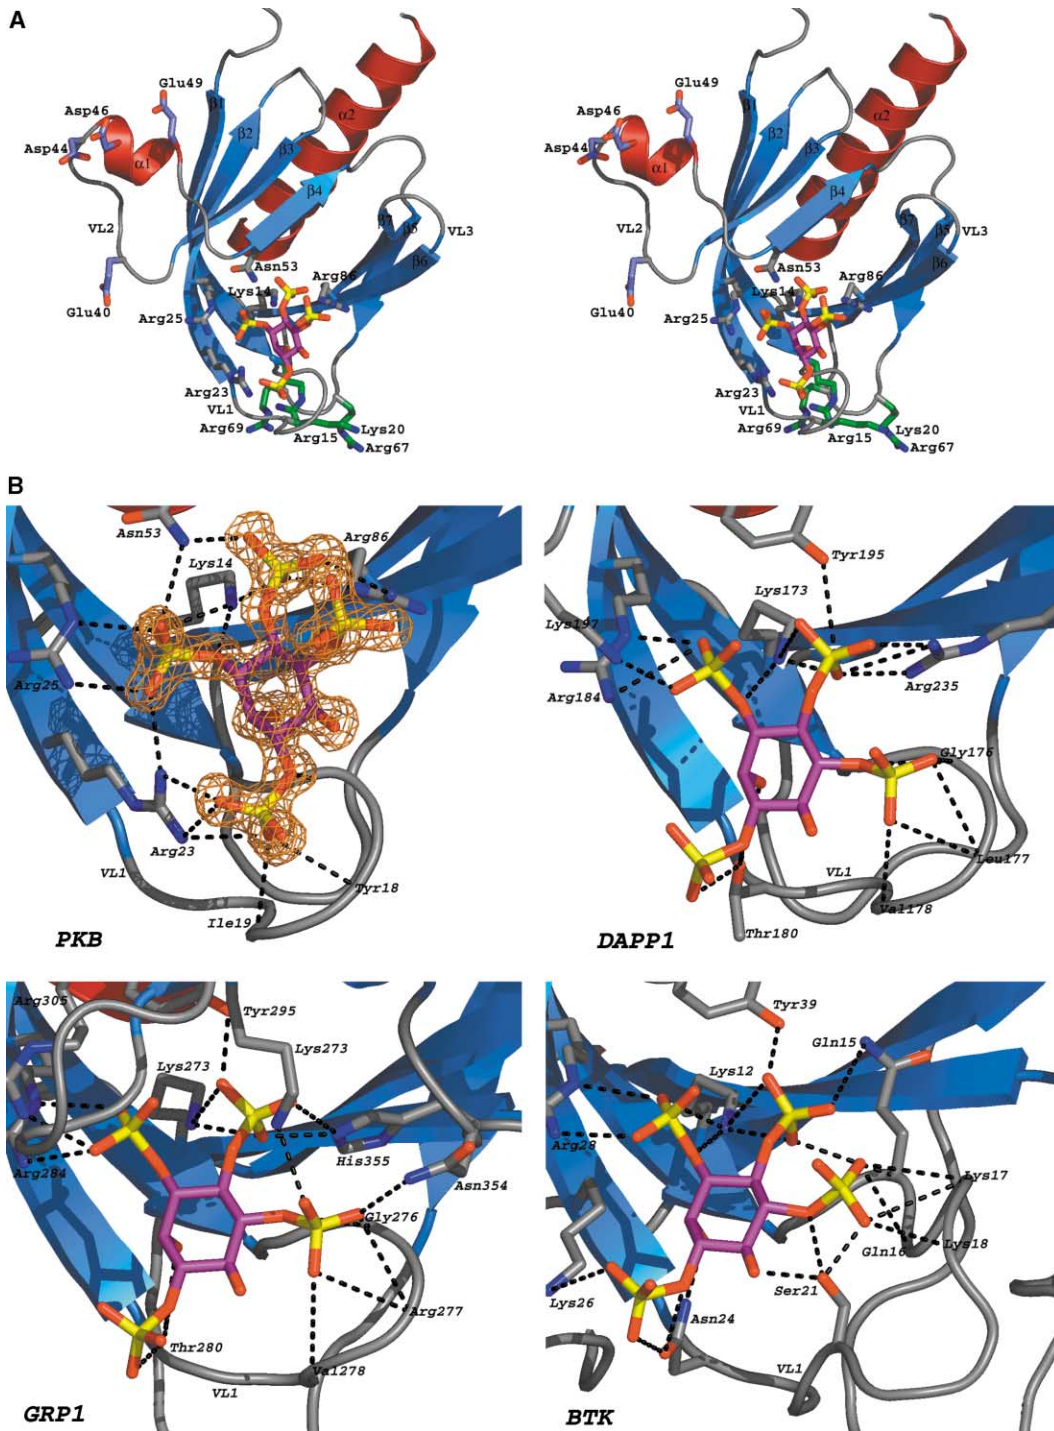 A
Glu49
Asp46
Asp44
α1
β1
β2
β3
α2
β4
VL2
β7
β5
VL3
β6
Asn53
Lys14
Arg86
Glu40
Arg25
Arg23
VL1
Arg69
Arg15
Lys20
Arg67
Glu49
Asp46
Asp44
α1
β1
β2
β3
α2
β4
VL2
β7
β5
VL3
β6
Asn53
Lys14
Arg86
Glu40
Arg25
Arg23
VL1
Arg69
Arg15
Lys20
Arg67
B
Asn53
Lys14
Arg86
Arg25
Arg23
VL1
Tyr18
Ile19
PKB
Tyr195
Lys173
Lys197
Arg184
Arg235
Gly176
Leu177
VL1
Val178
Thr180
DAPP1
Arg305
Tyr295
Lys273
Lys273
Arg284
His355
Asn354
Gly276
Arg277
Thr280
Val278
VL1
GRP1
Tyr39
Gln15
Lys12
Arg28
Lys17
Lys18
Gln16
Ser21
Lys26
Asn24
VL1
BTK